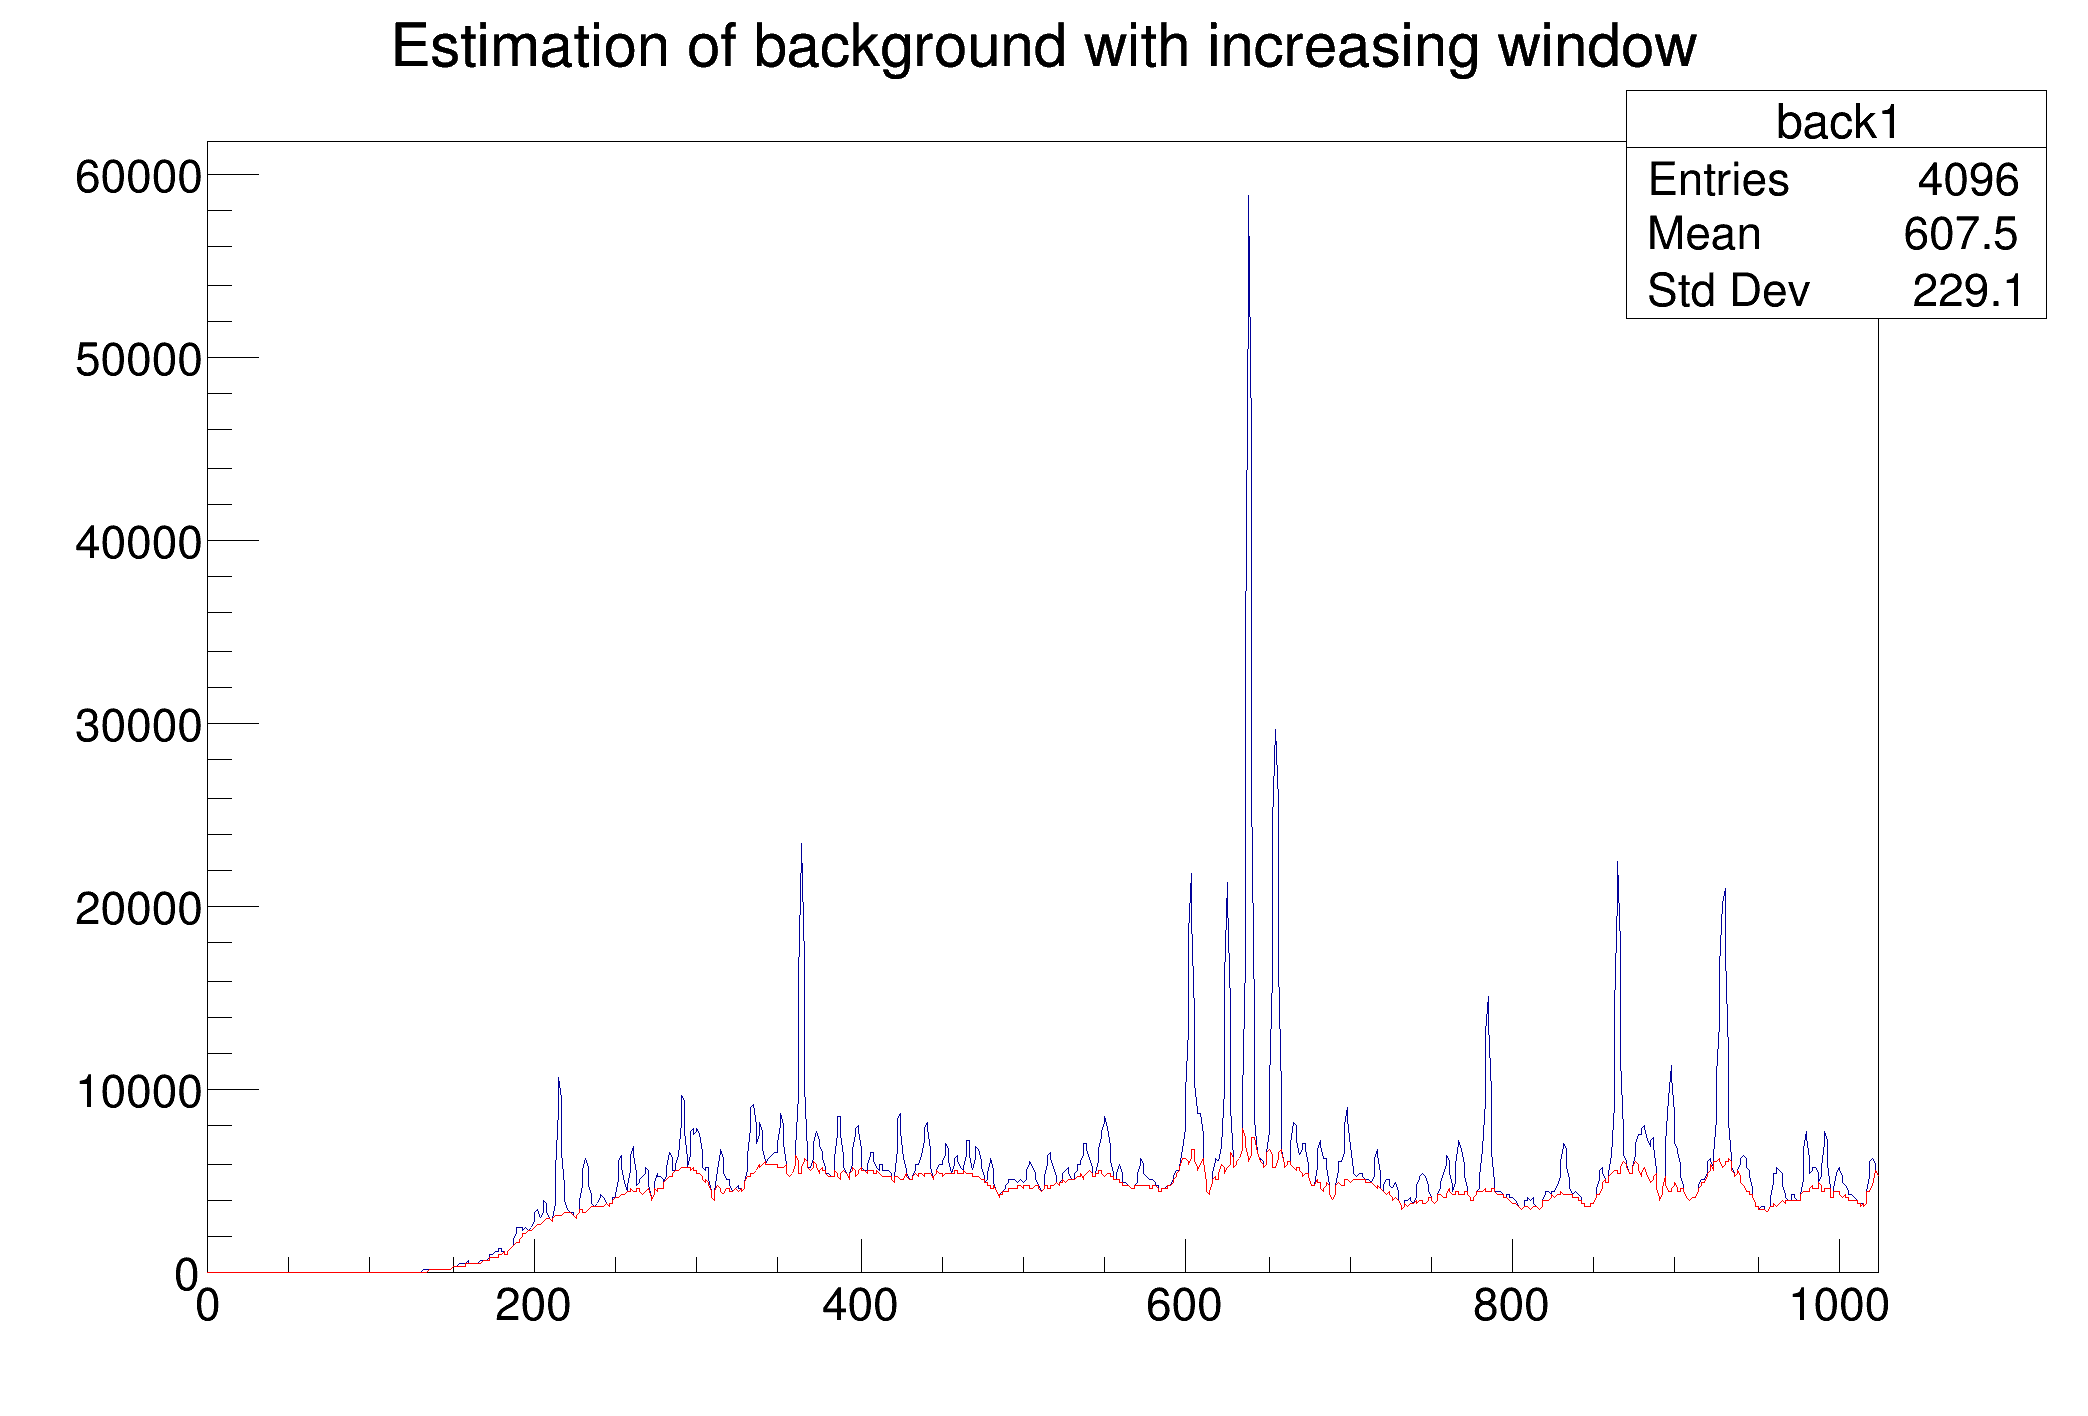 Estimation of background with increasing window
back1
Entries 4096
Mean 607.5
Std Dev 229.1
60000
50000
40000
30000
20000
10000
0
0 200 400 600 800 1000